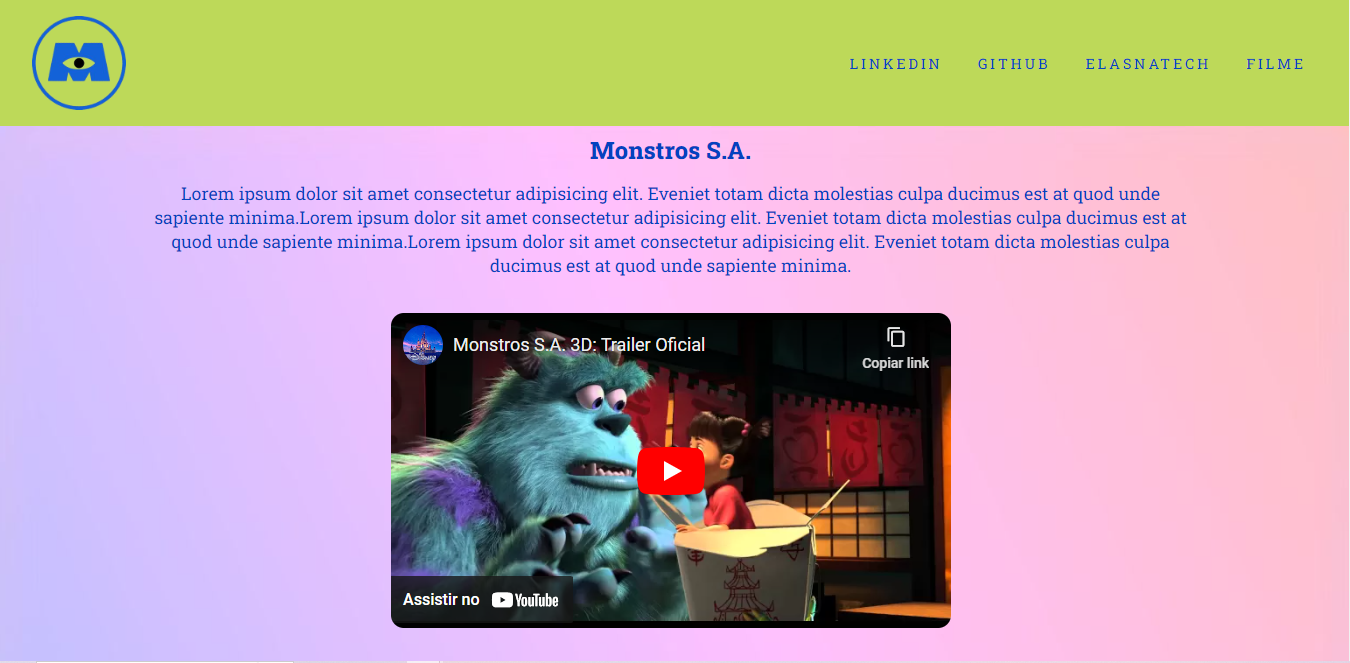 LINKEDIN GITHUB ELASNATECH FILME
Monstros S.A.
Lorem ipsum dolor sit amet consectetur adipisicing elit. Eveniet totam dicta molestias culpa ducimus est at quod unde
sapiente minima.Lorem ipsum dolor sit amet consectetur adipisicing elit. Eveniet totam dicta molestias culpa ducimus est at
quod unde sapiente minima.Lorem ipsum dolor sit amet consectetur adipisicing elit. Eveniet totam dicta molestias culpa
ducimus est at quod unde sapiente minima.
Monstros S.A. 3D: Trailer Oficial
Copiar link
Assistir no YouTube